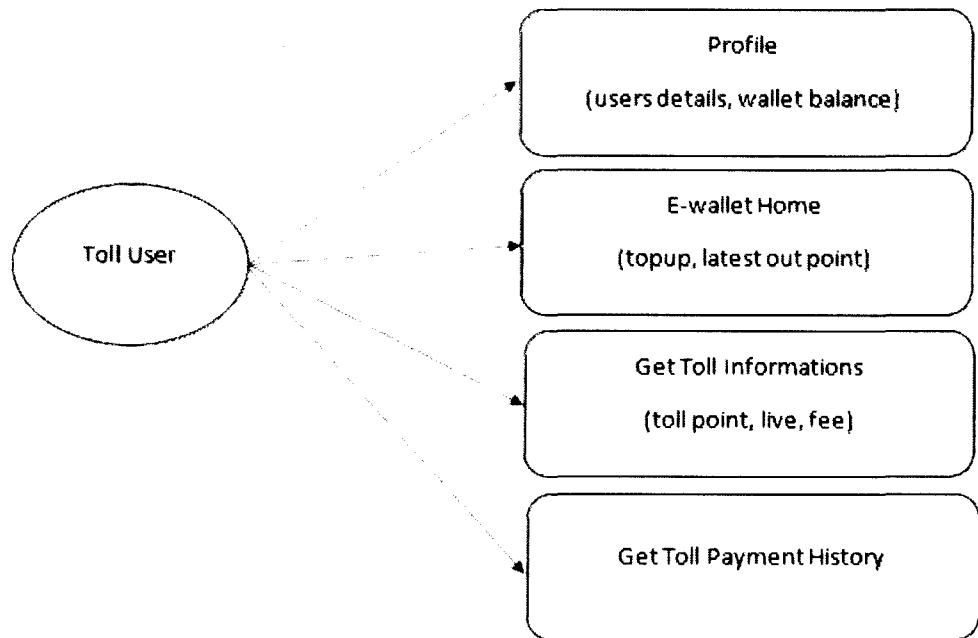 Profile
(users details, wallet balance)
Toll User
E-wallet Home
(topup, latest out point)
Get Toll Informations
(toll point, live, fee)
Get Toll Payment History